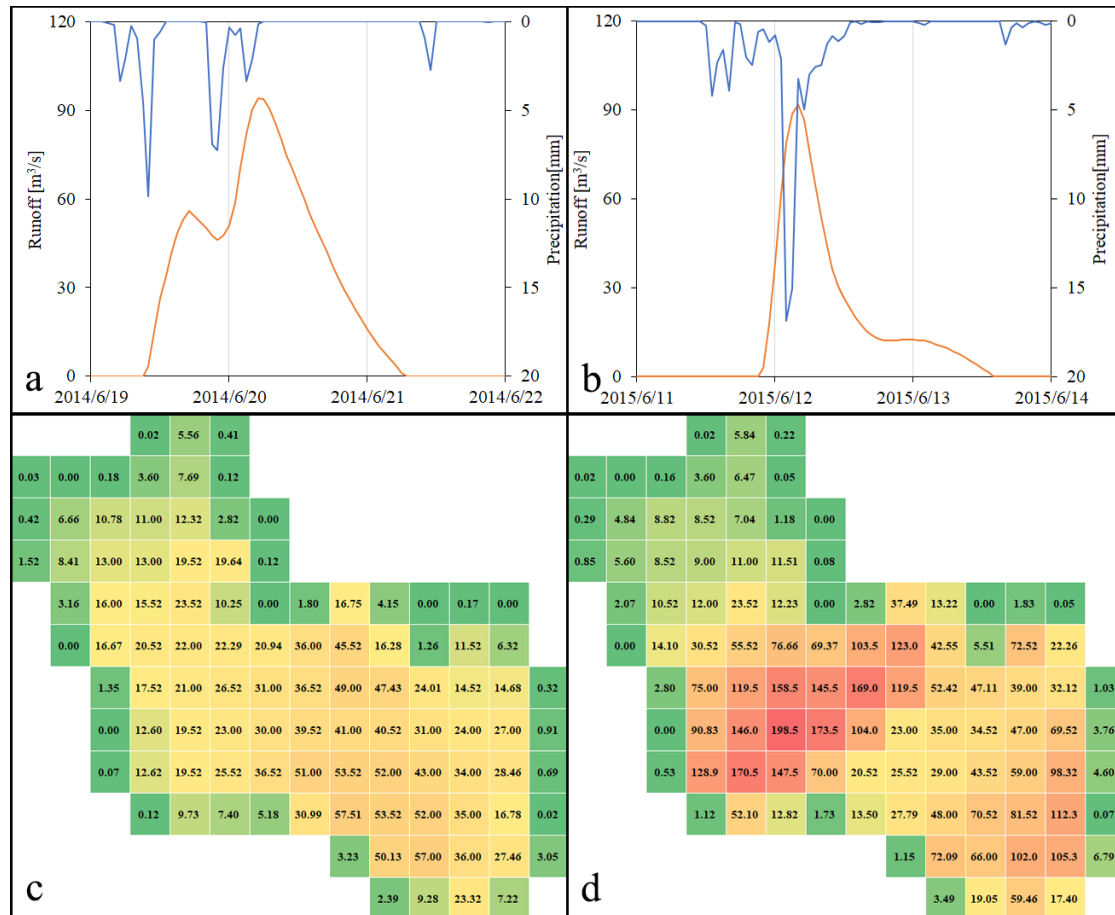 120 0
90 5
60 10
30 15
0 20
Runoff [m³/s]
Precipitation[mm]
2014/6/19 2014/6/20 2014/6/21 2014/6/22
a
120 0
90 5
60 10
30 15
0 20
Runoff [m³/s]
Precipitation[mm]
2015/6/11 2015/6/12 2015/6/13 2015/6/14
b
0.02 5.56 0.41
0.03 0.00 0.18 3.60 7.69 0.12
0.42 6.66 10.78 11.00 12.32 2.82 0.00
1.52 8.41 13.00 13.00 19.52 19.64 0.12
3.16 16.00 15.52 23.52 10.25 0.00 1.80 16.75 4.15 0.00 0.17 0.00
0.00 16.67 20.52 22.00 22.29 20.94 36.00 45.52 16.28 1.26 11.52 6.32
1.35 17.52 21.00 26.52 31.00 36.52 49.00 47.43 24.01 14.52 14.68 0.32
0.00 12.60 19.52 23.00 30.00 39.52 41.00 40.52 31.00 24.00 27.00 0.91
0.07 12.62 19.52 25.52 36.52 51.00 53.52 52.00 43.00 34.00 28.46 0.69
0.12 9.73 7.40 5.18 30.99 57.51 53.52 52.00 35.00 16.78 0.02
3.23 50.13 57.00 36.00 27.46 3.05
2.39 9.28 23.32 7.22
c
0.02 5.84 0.22
0.02 0.00 0.16 3.60 6.47 0.05
0.29 4.84 8.82 8.52 7.04 1.18 0.00
0.85 5.60 8.52 9.00 11.00 11.51 0.08
2.07 10.52 12.00 23.52 12.23 0.00 2.82 37.49 13.22 0.00 1.83 0.05
0.00 14.10 30.52 55.52 76.66 69.37 103.5 123.0 42.55 5.51 72.52 22.26
2.80 75.00 119.5 158.5 145.5 169.0 119.5 52.42 47.11 39.00 32.12 1.03
0.00 90.83 146.0 198.5 173.5 104.0 23.00 35.00 34.52 47.00 69.52 3.76
0.53 128.9 170.5 147.5 70.00 20.52 25.52 29.00 43.52 59.00 98.32 4.60
1.12 52.10 12.82 1.73 13.50 27.79 48.00 70.52 81.52 112.3 0.07
1.15 72.09 66.00 102.0 105.3 6.79
3.49 19.05 59.46 17.40
d